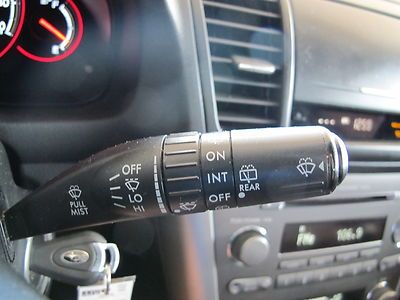 OFF
LO
HI
PULL
MIST
ON
INT
OFF
REAR